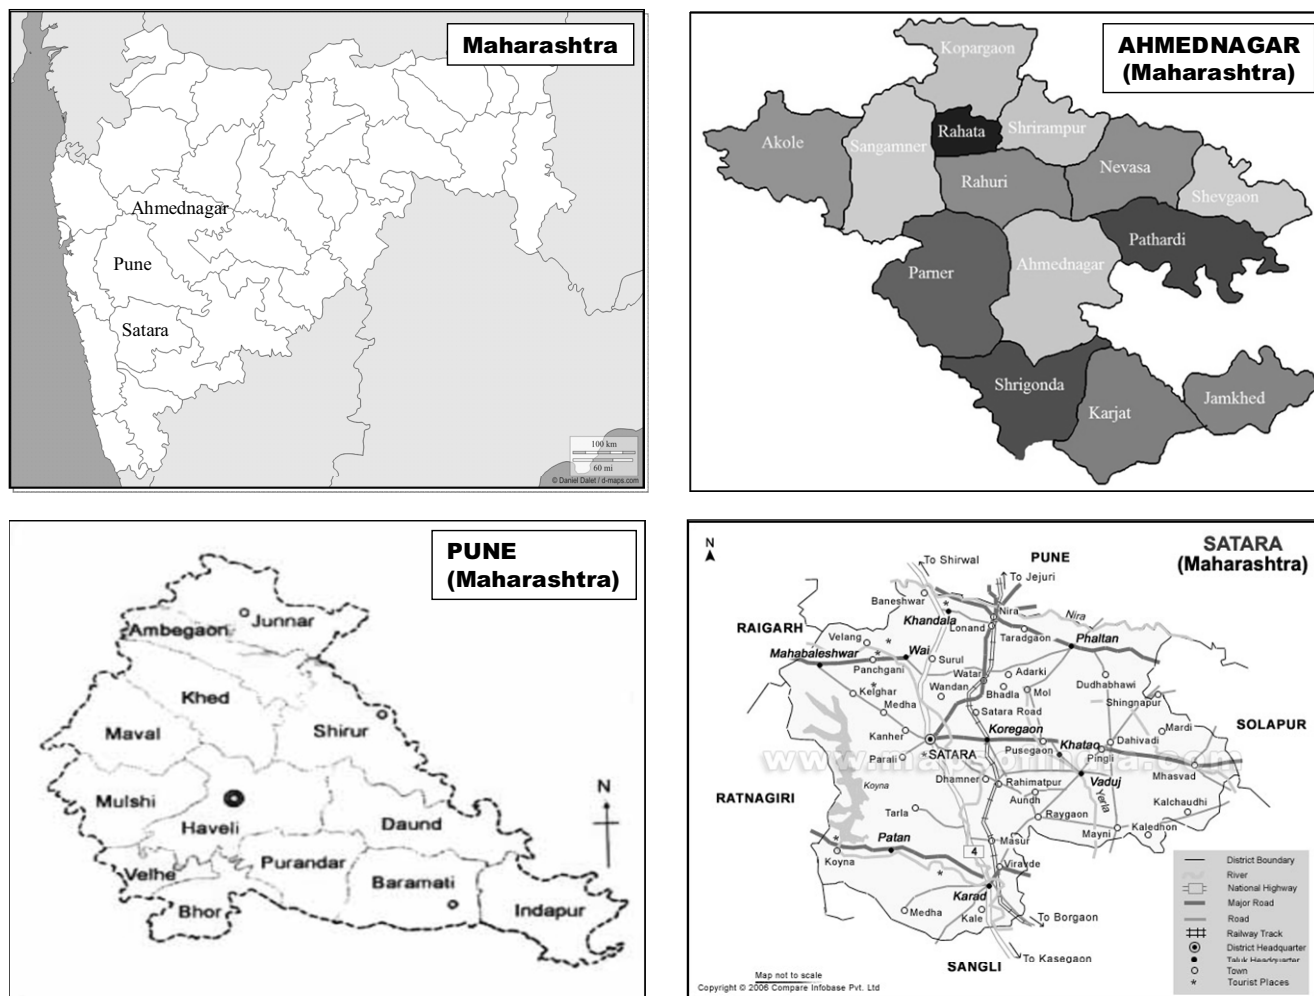 Maharashtra
Ahmednagar
Pune
Satara
100 km
60 mi
© Daniel Dalet / d-maps.com
AHMEDNAGAR
(Maharashtra)
Kopargaon
Akole
Sangamner
Rahata
Shrirampur
Rahuri
Nevasa
Shevgaon
Pathardi
Parner
Ahmednagar
Shrigonda
Karjat
Jamkhed
PUNE
(Maharashtra)
Junnar
Ambegaon
Khed
Maval
Shirur
Mulshi
Haveli
Daund
Velhe
Purandar
Baramati
Bhor
Indapur
N
N
SATARA
(Maharashtra)
To Shirwal
PUNE
To Jejuri
Baneshwar
Khandala
Nira
Nira
Lonand
RAIGARH
Velang
Taradgaon
Phaltan
Mahabaleshwar
Wai
Panchgani
Surul
Watar
Adarki
Kelghar
Wandan
Bhadla
Mol
Dudhabhawi
Shingnapur
Medha
Satara Road
Mardi
SOLAPUR
Kanher
Koregaon
Khatao
Dahivadi
Parali
SATARA
Pusegaon
Pingli
Mhasvad
Dhamner
Rahimatpur
Vaduj
Koyna
RATNAGIRI
Aundh
Yerla
Kalchaudhi
Tarla
Raygaon
Mayni
Kaledhon
Patan
Masur
Koyna
4
Viravde
Karad
Medha
Kale
To Borgaon
To Kasegaon
SANGLI
Map not to scale
Copyright © 2006 Compare Infobase Pvt. Ltd
District Boundary
River
National Highway
Major Road
Road
Railway Track
District Headquarter
Taluk Headquarter
Town
Tourist Places